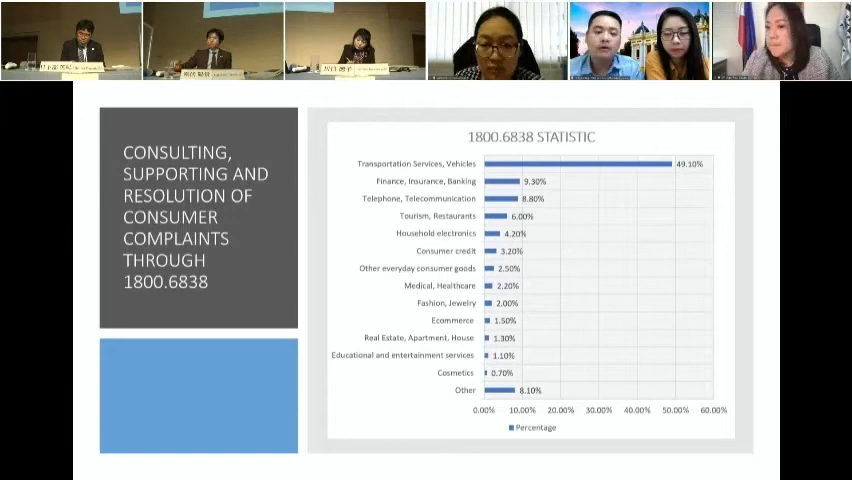 CONSULTING,
SUPPORTING AND
RESOLUTION OF
CONSUMER
COMPLAINTS
THROUGH
1800.6838
1800.6838 STATISTIC
Transportation Services, Vehicles 49.10%
Finance, Insurance, Banking 9.30%
Telephone, Telecommunication 8.80%
Tourism, Restaurants 6.00%
Household electronics 4.20%
Consumer credit 3.20%
Other everyday consumer goods 2.50%
Medical, Healthcare 2.20%
Fashion, Jewelry 2.00%
Ecommerce 1.50%
Real Estate, Apartment, House 1.30%
Educational and entertainment services 1.10%
Cosmetics 0.70%
Other 8.10%
0.00% 10.00% 20.00% 30.00% 40.00% 50.00% 60.00%
Percentage